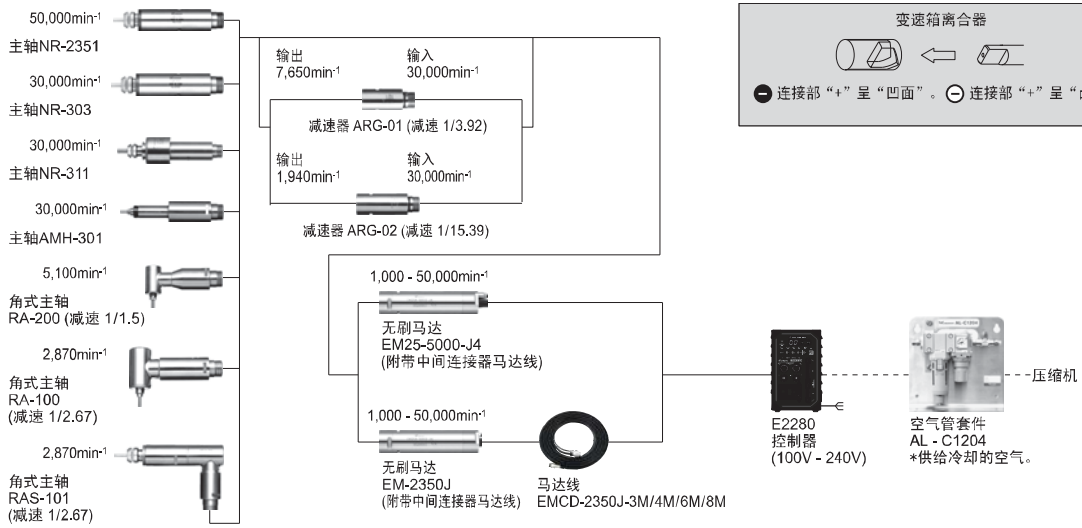 50,000min-1
主轴NR-2351
30,000min-1
主轴NR-303
30,000min-1
主轴NR-311
30,000min-1
主轴AMH-301
5,100min-1
角式主轴
RA-200 (减速 1/1.5)
2,870min-1
角式主轴
RA-100
(减速 1/2.67)
2,870min-1
角式主轴
RAS-101
(减速 1/2.67)
输出
7,650min-1
输入
30,000min-1
减速器 ARG-01 (减速 1/3.92)
输出
1,940min-1
输入
30,000min-1
减速器 ARG-02 (减速 1/15.39)
1,000 - 50,000min-1
无刷马达
EM25-5000-J4
(附带中间连接器马达线)
1,000 - 50,000min-1
无刷马达
EM-2350J
(附带中间连接器马达线)
马达线
EMCD-2350J-3M/4M/6M/8M
变速箱离合器
连接部“+”呈“凹面”。 连接部“+”呈“
E2280
控制器
(100V - 240V)
AL-C1204
空气管套件
AL - C1204
*供给冷却的空气。
压缩机